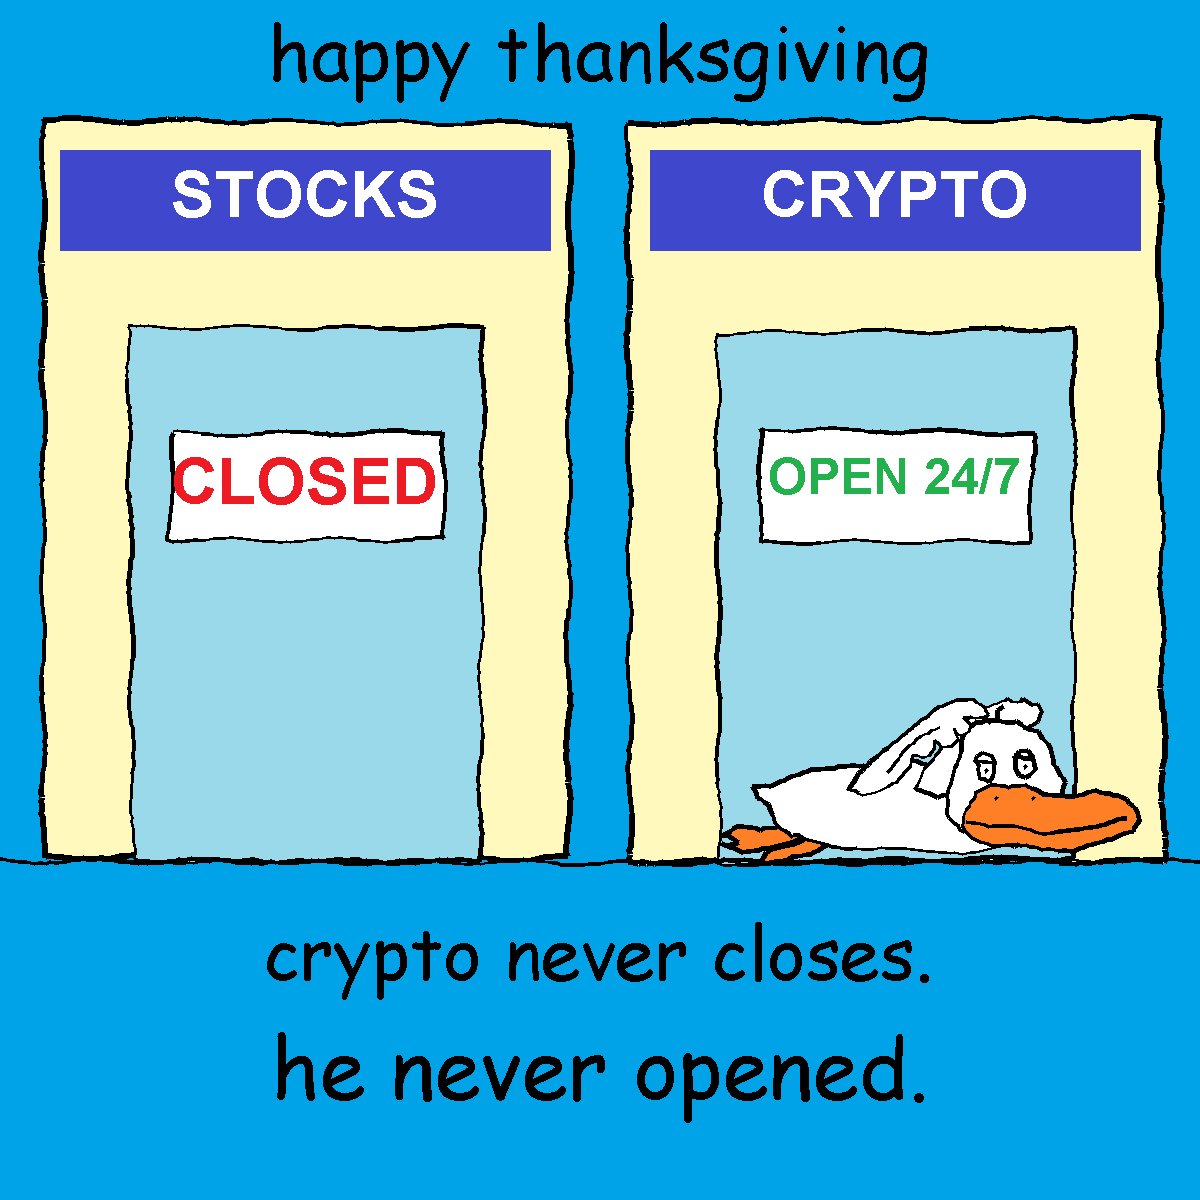 happy thanksgiving
STOCKS
CRYPTO
CLOSED
OPEN 24/7
crypto never closes.
he never opened.